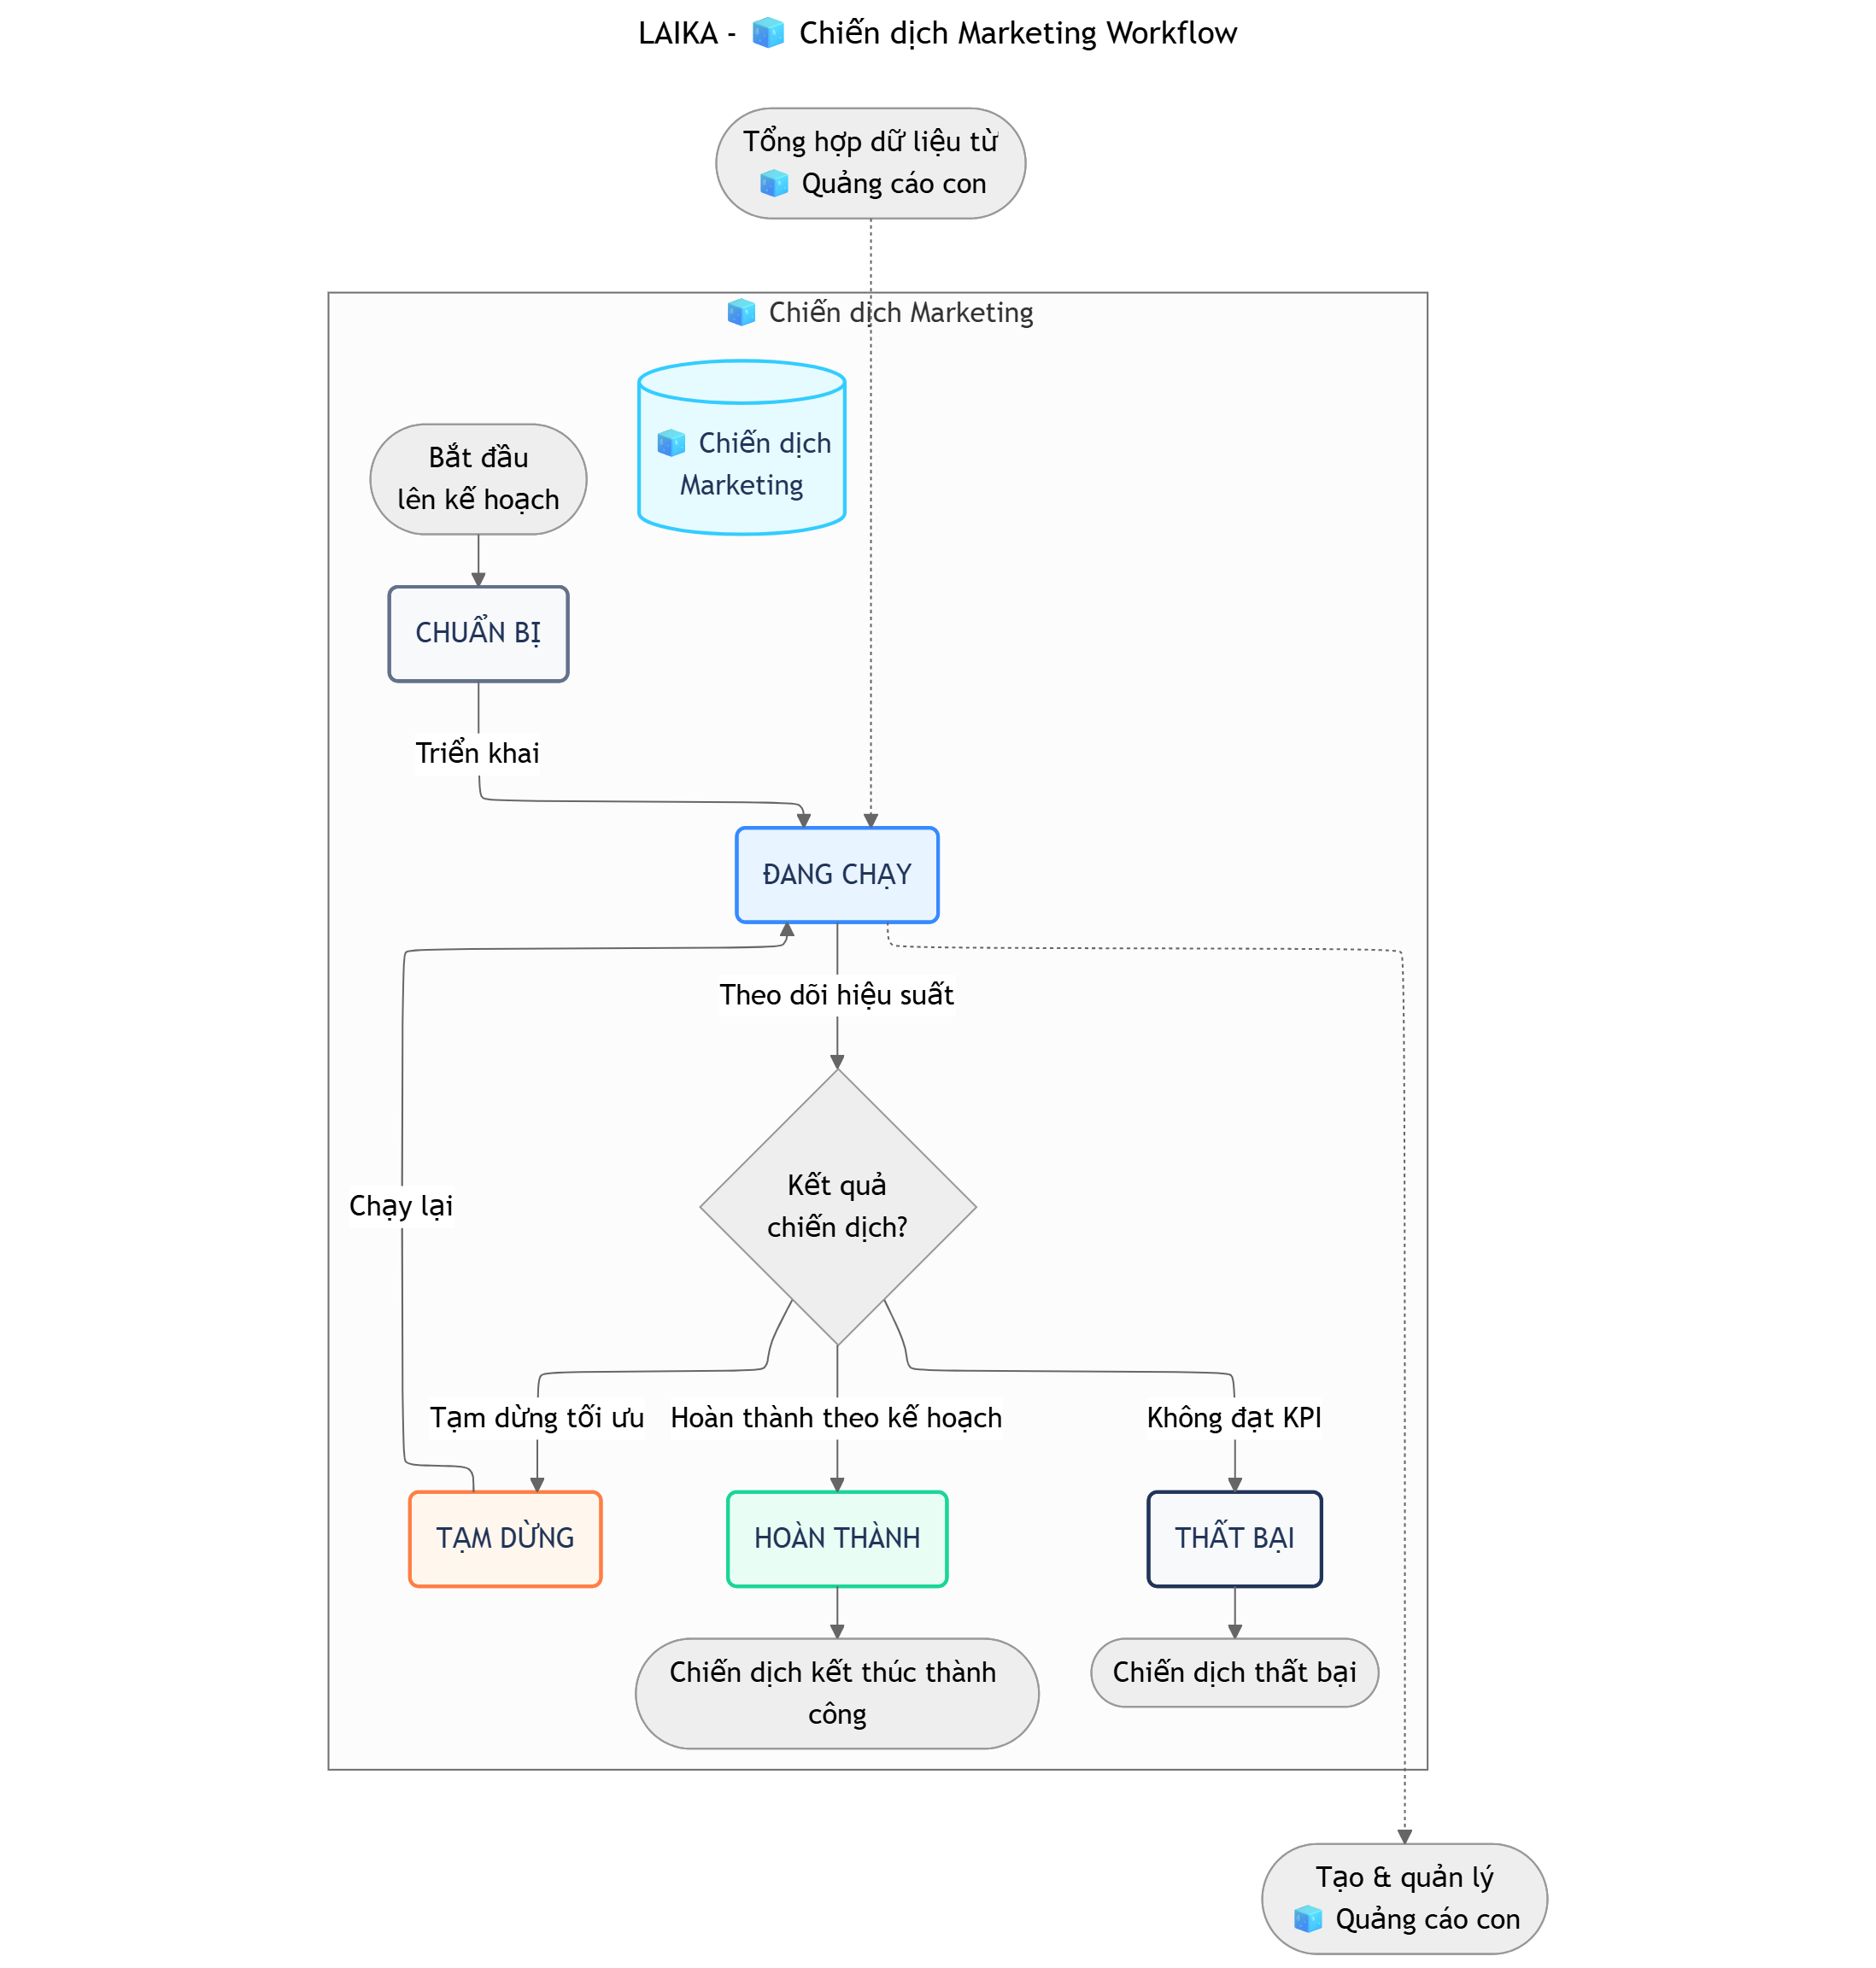 LAIKA - 🧊 Chiến dịch Marketing Workflow
Tổng hợp dữ liệu từ
🧊 Quảng cáo con
🧊 Chiến dịch Marketing
🧊 Chiến dịch
Marketing
Bắt đầu
lên kế hoạch
CHUẨN BỊ
Triển khai
ĐANG CHẠY
Theo dõi hiệu suất
Kết quả
chiến dịch?
Chạy lại
Tạm dừng tối ưu
Hoàn thành theo kế hoạch
Không đạt KPI
TẠM DỪNG
HOÀN THÀNH
THẤT BẠI
Chiến dịch kết thúc thành
công
Chiến dịch thất bại
Tạo & quản lý
🧊 Quảng cáo con